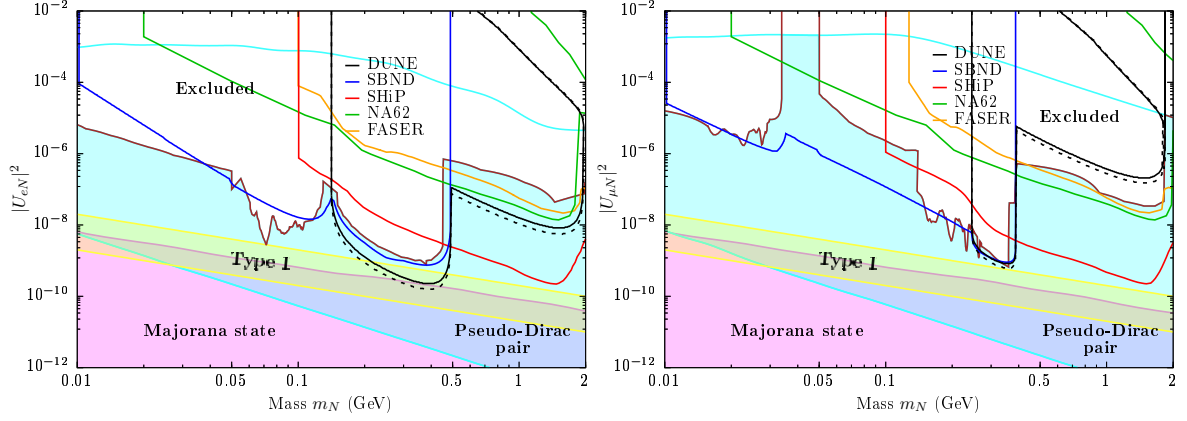 10^{-2}
10^{-4}
10^{-6}
10^{-8}
10^{-10}
10^{-12}
|U_{eN}|^2
Excluded
DUNE
SBND
SHiP
NA62
FASER
Type I
Majorana state
Pseudo-Dirac
pair
0.01
0.05
0.1
0.5
1
2
Mass m_N (GeV)
10^{-2}
10^{-4}
10^{-6}
10^{-8}
10^{-10}
10^{-12}
|U_{μN}|^2
DUNE
SBND
SHiP
NA62
FASER
Excluded
Type I
Majorana state
Pseudo-Dirac
pair
0.01
0.05
0.1
0.5
1
2
Mass m_N (GeV)